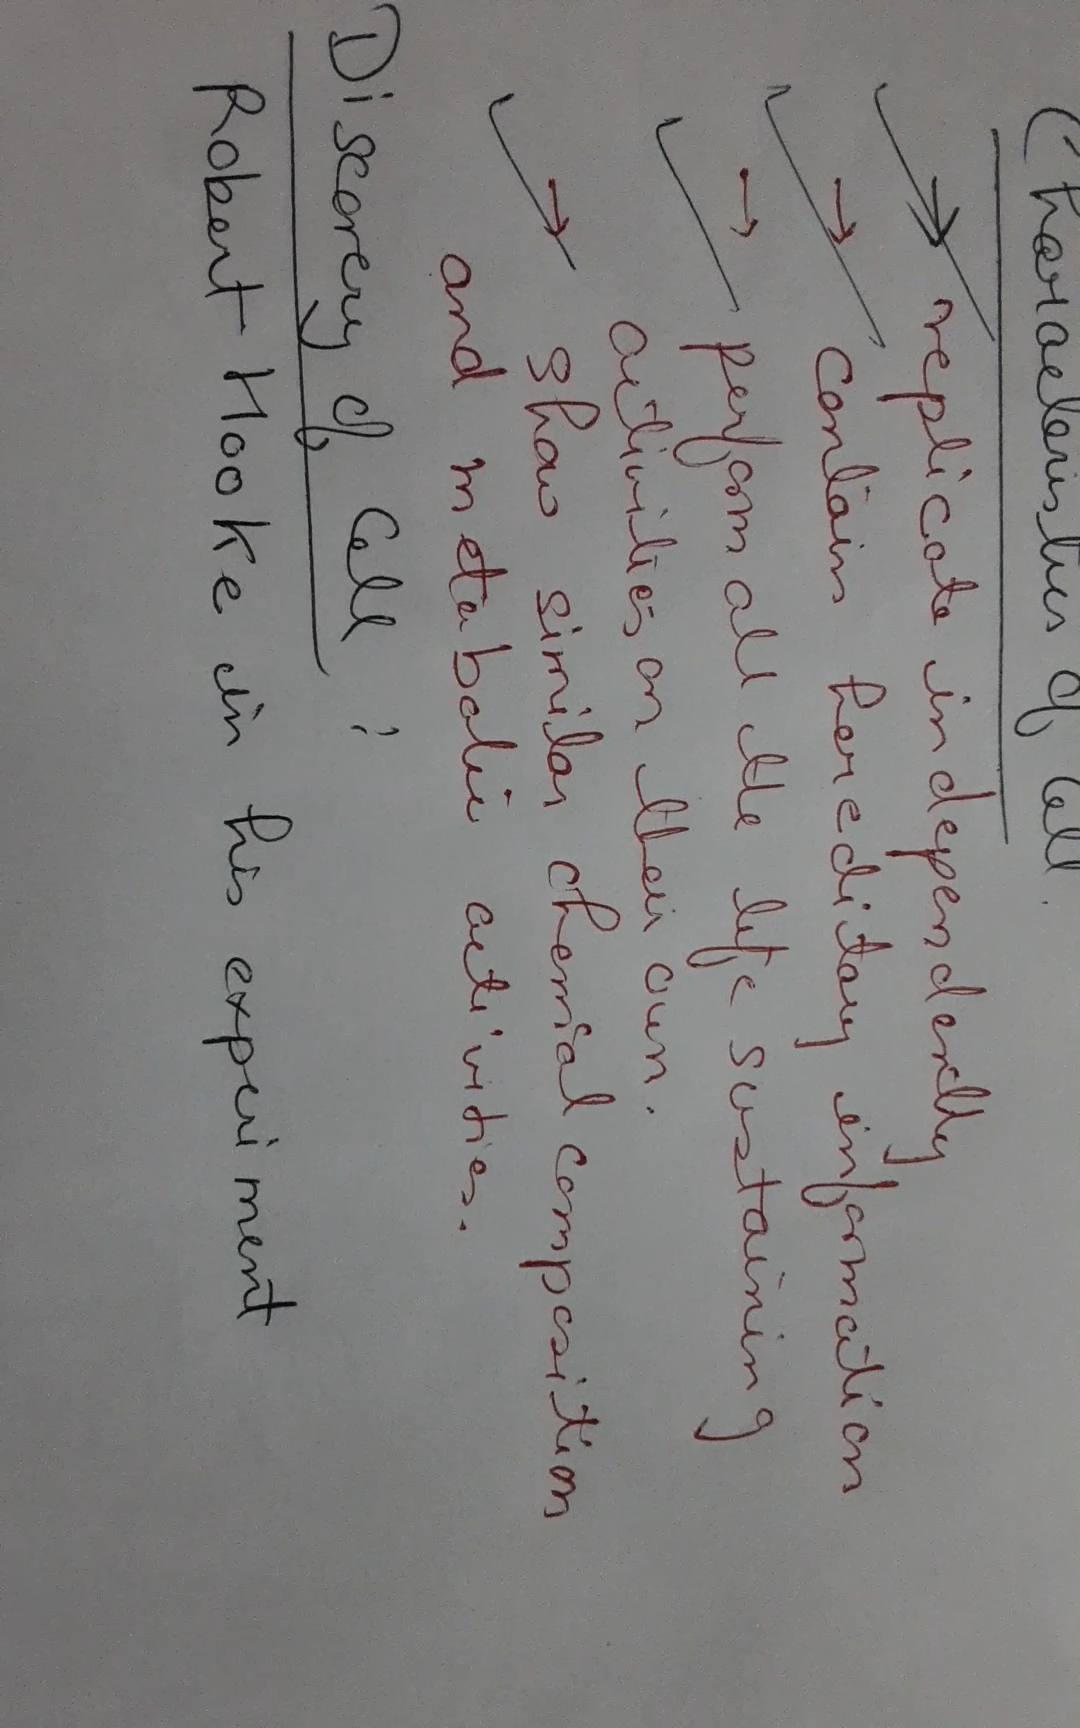 Characteristics of Cell.
→ replicate independently
→ Contain hereditary information
→ perform all the life sustaining
activities on their own.
→ show similar chemical composition
and metabolic activities.
Discovery of Cell :
Robert Hooke in his experiment